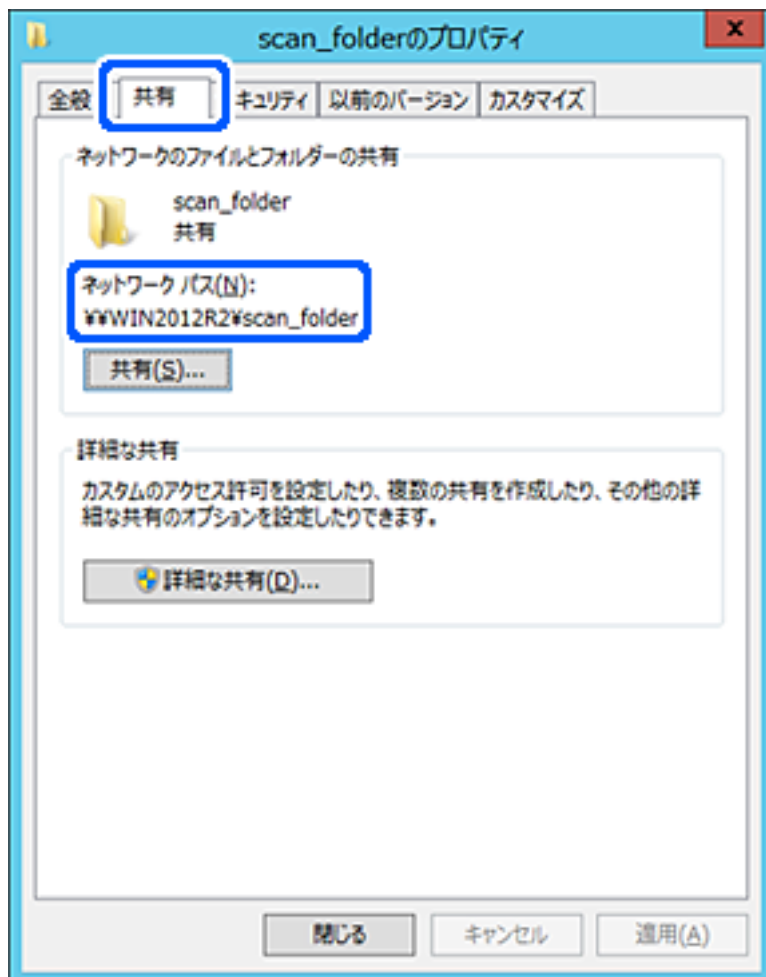 scan_folderのプロパティ
全般
共有
キュリティ
以前のバージョン
カスタマイズ
ネットワークのファイルとフォルダーの共有
scan_folder
共有
ネットワーク パス(N):
¥¥WIN2012R2¥scan_folder
共有(S)...
詳細な共有
カスタムのアクセス許可を設定したり、複数の共有を作成したり、その他の詳
細な共有のオプションを設定したりできます。
詳細な共有(D)...
閉じる
キャンセル
適用(A)